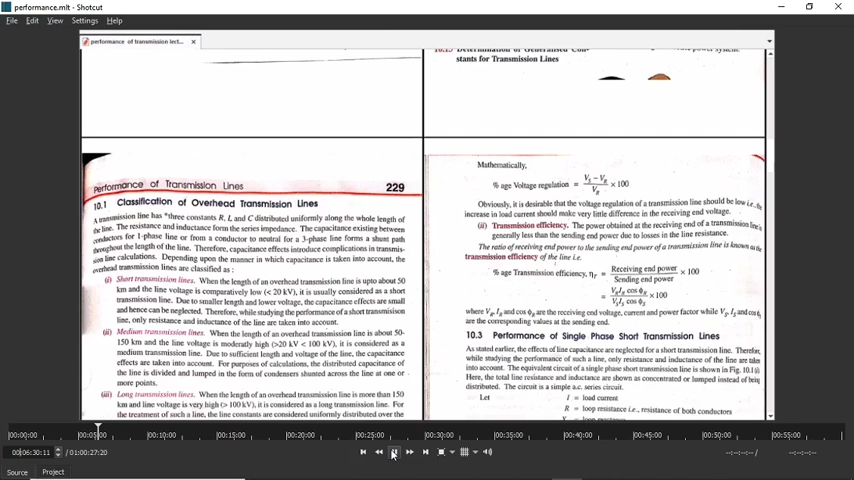 performance.mlt - Shotcut
File Edit View Settings Help
performance of transmission lect...
stants for Transmission Lines
Performance of Transmission Lines 229
10.1 Classification of Overhead Transmission Lines
A transmission line has *three constants R, L and C distributed uniformly along the whole length of
the line. The resistance and inductance form the series impedance. The capacitance existing between
conductors for 1-phase line or from a conductor to neutral for a 3-phase line forms a shunt path
throughout the length of the line. Therefore, capacitance effects introduce complications in transmis-
sion line calculations. Depending upon the manner in which capacitance is taken into account, the
overhead transmission lines are classified as :
(i) Short transmission lines. When the length of an overhead transmission line is upto about 50
km and the line voltage is comparatively low (< 20 kV), it is usually considered as a short
transmission line. Due to smaller length and lower voltage, the capacitance effects are small
and hence can be neglected. Therefore, while studying the performance of a short transmisison
line, only resistance and inductance of the line are taken into account.
(ii) Medium transmission lines. When the length of an overhead transmission line is about 50-
150 km and the line voltage is moderatly high (>20 kV < 100 kV), it is considered as a
medium transmission line. Due to sufficient length and voltage of the line, the capacitance
effects are taken into account. For purposes of calculations, the distributed capacitance of
the line is divided and lumped in the form of condensers shunted across the line at one or
more points.
(iii) Long transmission lines. When the length of an overhead transmission line is more than 150
km and line voltage is very high (> 100 kV), it is considered as a long transmission line. For
the treatment of such a line, the line constants are considered uniformly distributed over the
Mathematically,
% age Voltage regulation = (V_S − V_R) / V_R × 100
Obviously, it is desirable that the voltage regulation of a transmission line should be low i.e., the
increase in load current should make very little difference in the receiving end voltage.
(ii) Transmission efficiency. The power obtained at the receiving end of a transmission line is
generally less than the sending end power due to losses in the line resistance.
The ratio of receiving end power to the sending end power of a transmission line is known as the
transmission efficiency of the line i.e.
% age Transmission efficiency, η_T = Receiving end power / Sending end power × 100
= V_R I_R cos ϕ_R / V_S I_S cos ϕ_S × 100
where V_R, I_R and cos ϕ_R are the receiving end voltage, current and power factor while V_S, I_S and cos ϕ_S
are the corresponding values at the sending end.
10.3 Performance of Single Phase Short Transmission Lines
As stated earlier, the effects of line capacitance are neglected for a short transmission line. Therefore,
while studying the performance of such a line, only resistance and inductance of the line are taken
into account. The equivalent circuit of a single phase short transmission line is shown in Fig. 10.1 (i).
Here, the total line resistance and inductance are shown as concentrated or lumped instead of being
distributed. The circuit is a simple a.c. series circuit.
Let I = load current
R = loop resistance i.e., resistance of both conductors
00:00:00 00:05:00 00:10:00 00:15:00 00:20:00 00:25:00 00:30:00 00:35:00 00:40:00 00:45:00 00:50:00 00:55:00
00:06:30:11 / 01:00:27:20 --:--:--:-- / --:--:--:--
Source Project